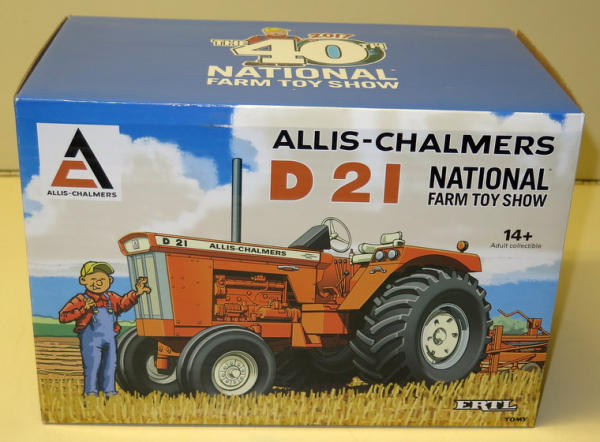 2017
THE 40TH
NATIONAL
FARM TOY SHOW
ALLIS-CHALMERS
D 21
NATIONAL™
FARM TOY SHOW
14+
Adult collectible
ALLIS-CHALMERS
D 21 ALLIS-CHALMERS
ERTL
TOMY